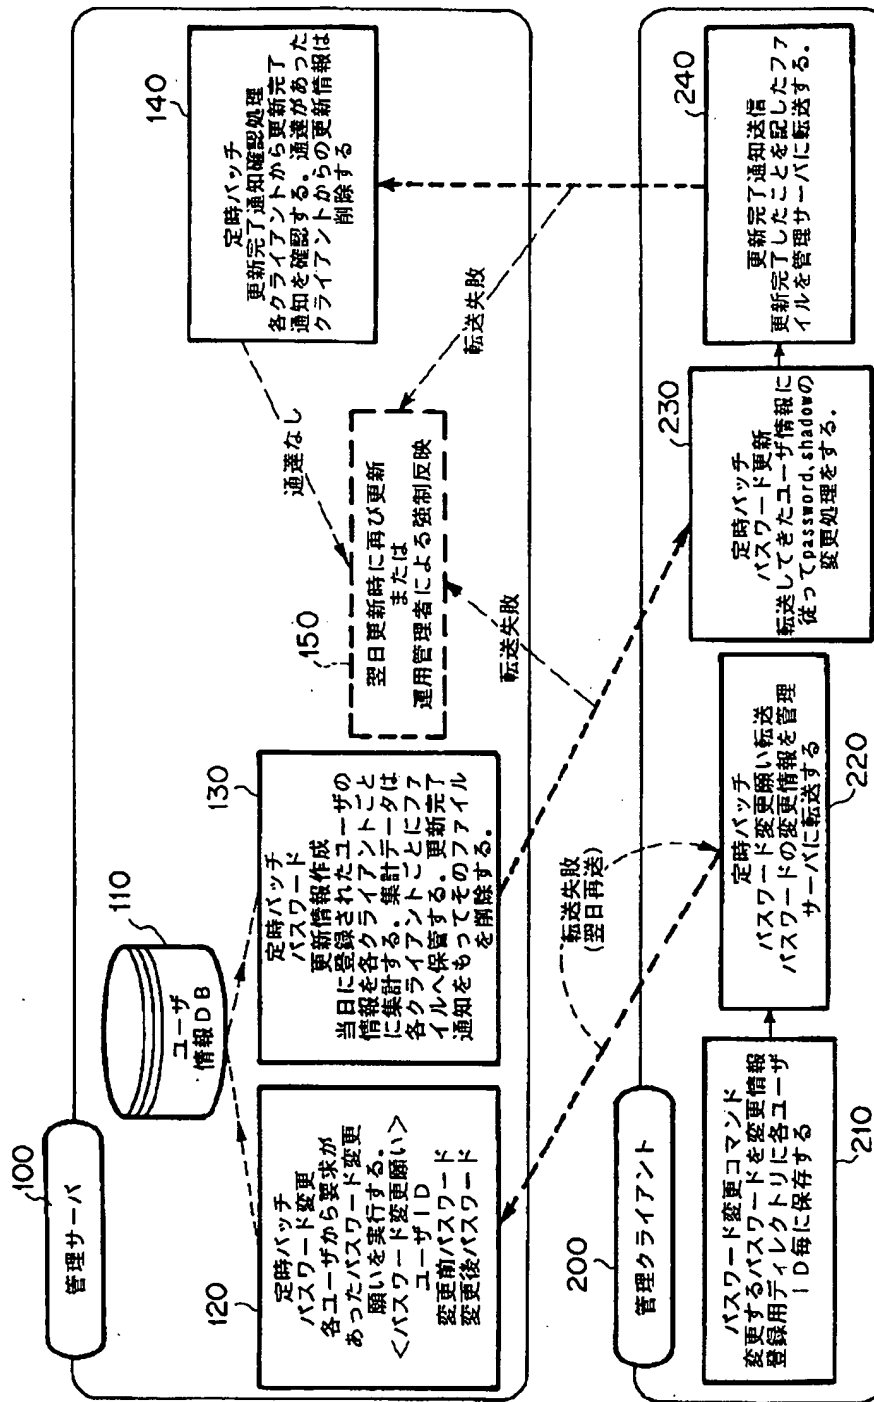 100
管理サーバ
110
ユーザ
情報DB
120
定時バッチ
パスワード変更
各ユーザから要求が
あったパスワード変更
願いを実行する。
<パスワード変更願い>
ユーザID
変更前パスワード
変更後パスワード
130
定時バッチ
パスワード
更新情報作成
当日に登録されたユーザの
情報を各クライアントごと
に集計する。集計データは
各クライアントごとにファ
イルへ保管する。更新完了
通知をもってそのファイル
を削除する。
140
定時バッチ
更新完了通知確認処理
各クライアントから更新完了
通知を確認する。通達があった
クライアントからの更新情報は
削除する
通達なし
転送失敗
150
翌日更新時に再び更新
または
運用管理者による強制反映
転送失敗
転送失敗
(翌日再送)
200
管理クライアント
210
パスワード変更コマンド
変更するパスワードを変更情報
登録用ディレクトリに各ユーザ
ID毎に保存する
220
定時バッチ
パスワード変更願い転送
パスワードの変更情報を管理
サーバに転送する
230
定時バッチ
パスワード更新
転送してきたユーザ情報に
従ってpassword,shadowの
変更処理をする.
240
更新完了通知送信
更新完了したことを記したファ
イルを管理サーバに転送する。